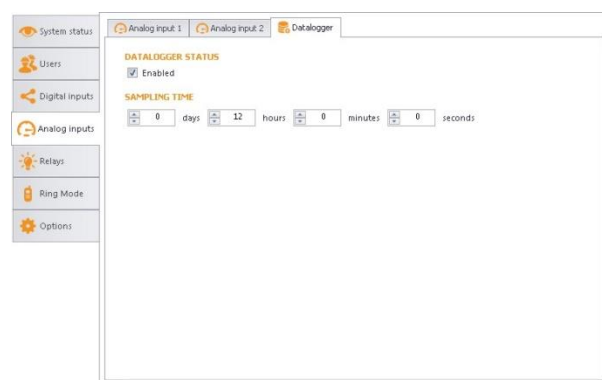 System status
Users
Digital inputs
Analog inputs
Relays
Ring Mode
Options
Analog input 1 Analog input 2 Datalogger
DATALOGGER STATUS
Enabled
SAMPLING TIME
0 days 12 hours 0 minutes 0 seconds